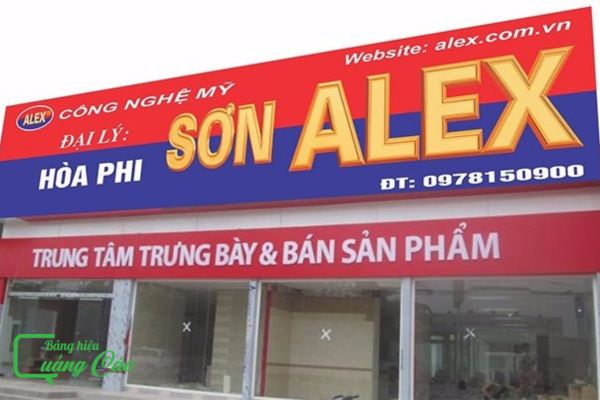 Website: alex.com.vn
ALEX
CÔNG NGHỆ MỸ
ĐẠI LÝ:
HÒA PHI
SƠN ALEX
ĐT: 0978150900
TRUNG TÂM TRƯNG BÀY & BÁN SẢN PHẨM
Bảng hiệu
Quảng Cáo